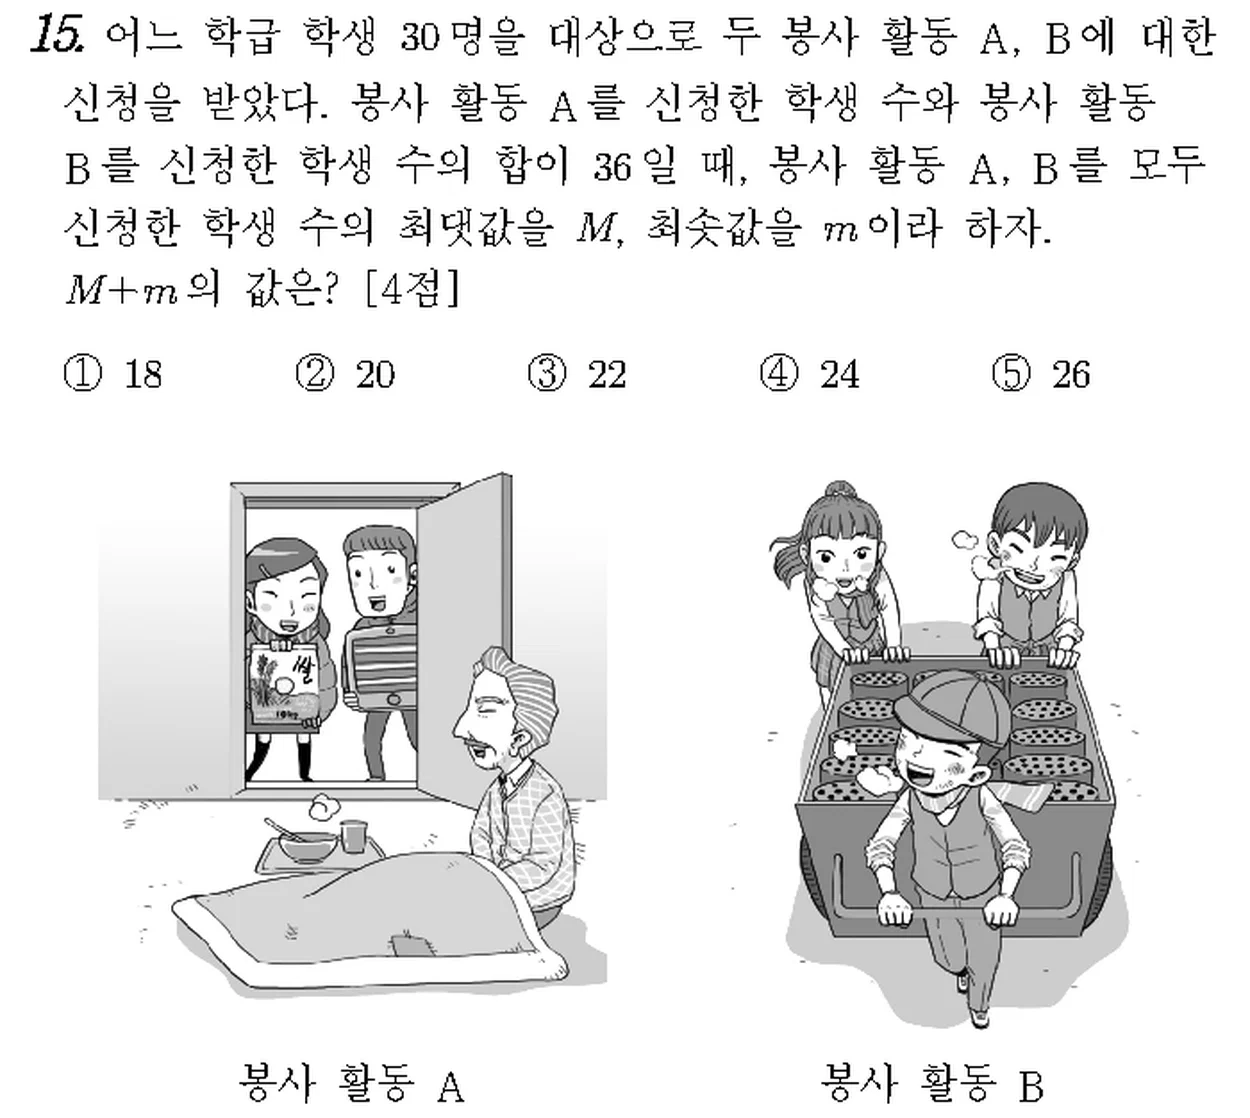 15. 어느 학급 학생 30명을 대상으로 두 봉사 활동 A, B에 대한
신청을 받았다. 봉사 활동 A를 신청한 학생 수와 봉사 활동
B를 신청한 학생 수의 합이 36일 때, 봉사 활동 A, B를 모두
신청한 학생 수의 최댓값을 M, 최솟값을 m이라 하자.
M+m의 값은? [4점]
① 18 ② 20 ③ 22 ④ 24 ⑤ 26
쌀
10kg
봉사 활동 A 봉사 활동 B